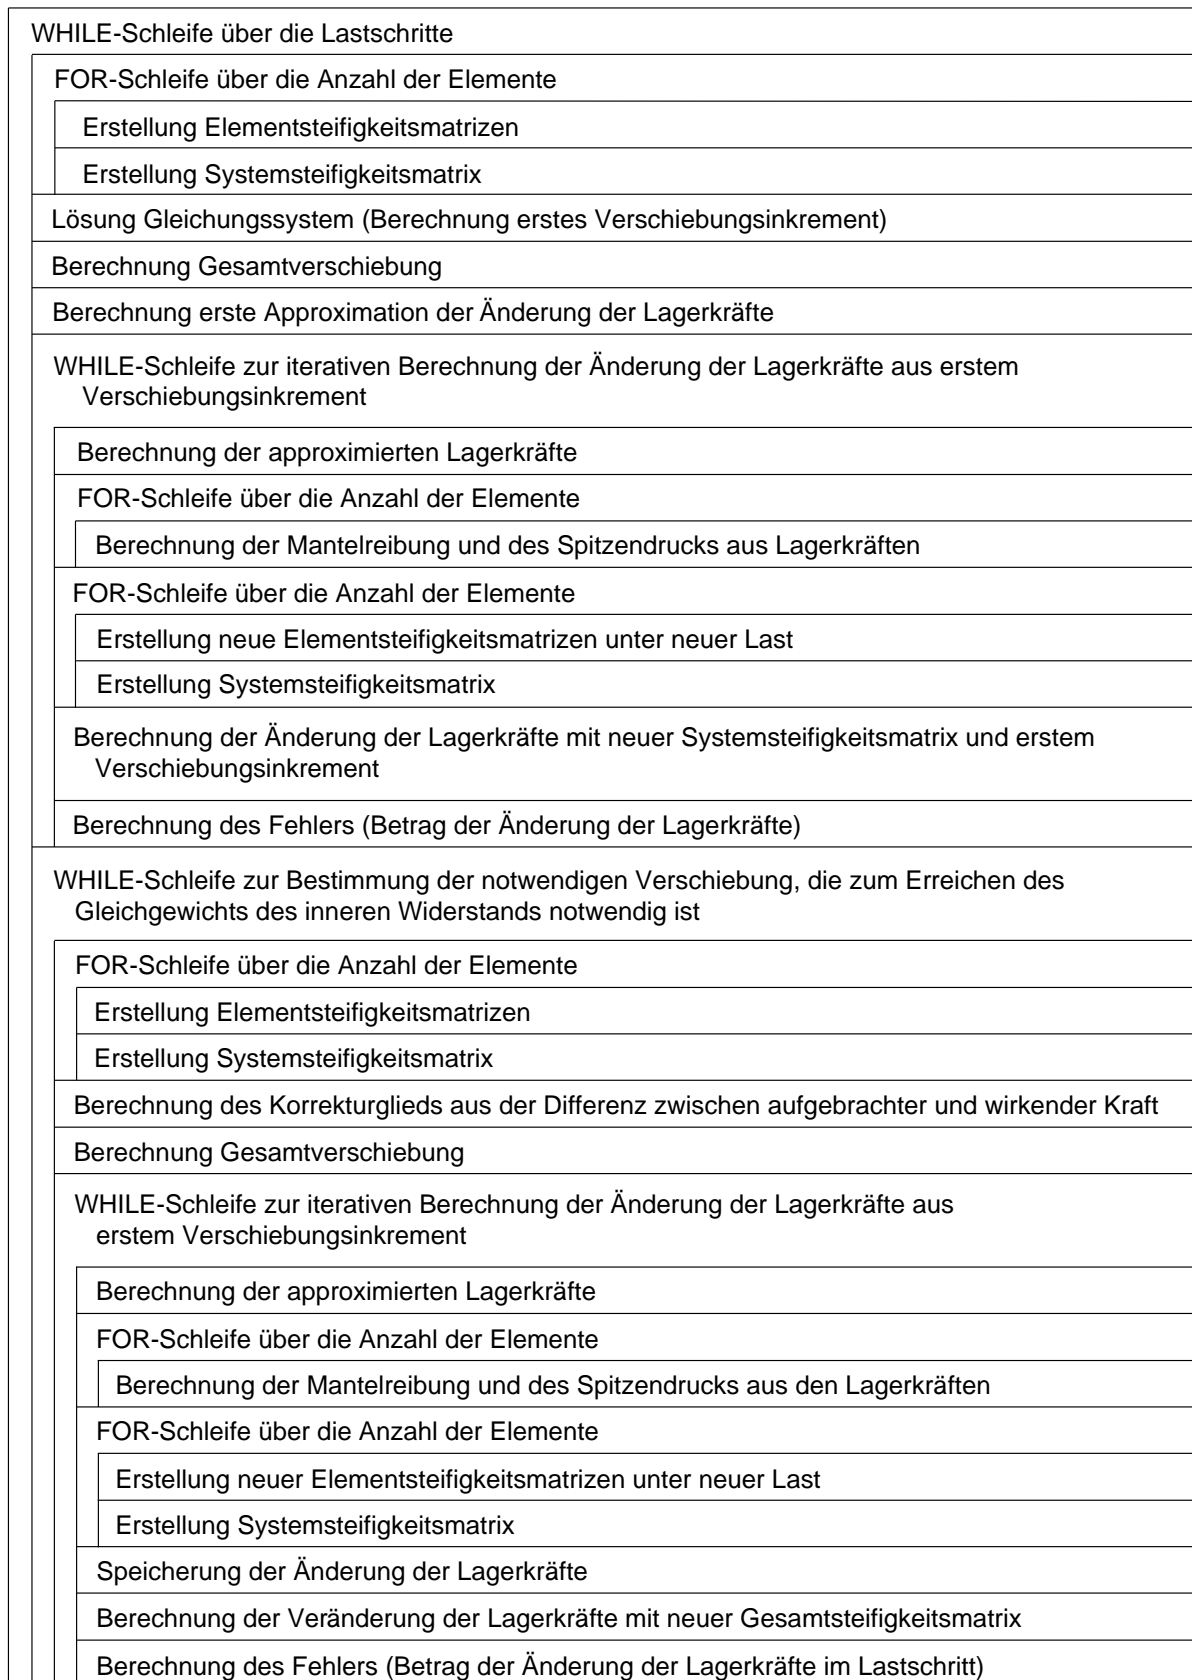 WHILE-Schleife über die Lastschritte
FOR-Schleife über die Anzahl der Elemente
Erstellung Elementsteifigkeitsmatrizen
Erstellung Systemsteifigkeitsmatrix
Lösung Gleichungssystem (Berechnung erstes Verschiebungsinkrement)
Berechnung Gesamtverschiebung
Berechnung erste Approximation der Änderung der Lagerkräfte
WHILE-Schleife zur iterativen Berechnung der Änderung der Lagerkräfte aus erstem
Verschiebungsinkrement
Berechnung der approximierten Lagerkräfte
FOR-Schleife über die Anzahl der Elemente
Berechnung der Mantelreibung und des Spitzendrucks aus Lagerkräften
FOR-Schleife über die Anzahl der Elemente
Erstellung neue Elementsteifigkeitsmatrizen unter neuer Last
Erstellung Systemsteifigkeitsmatrix
Berechnung der Änderung der Lagerkräfte mit neuer Systemsteifigkeitsmatrix und erstem
Verschiebungsinkrement
Berechnung des Fehlers (Betrag der Änderung der Lagerkräfte)
WHILE-Schleife zur Bestimmung der notwendigen Verschiebung, die zum Erreichen des
Gleichgewichts des inneren Widerstands notwendig ist
FOR-Schleife über die Anzahl der Elemente
Erstellung Elementsteifigkeitsmatrizen
Erstellung Systemsteifigkeitsmatrix
Berechnung des Korrekturglieds aus der Differenz zwischen aufgebrachter und wirkender Kraft
Berechnung Gesamtverschiebung
WHILE-Schleife zur iterativen Berechnung der Änderung der Lagerkräfte aus
erstem Verschiebungsinkrement
Berechnung der approximierten Lagerkräfte
FOR-Schleife über die Anzahl der Elemente
Berechnung der Mantelreibung und des Spitzendrucks aus den Lagerkräften
FOR-Schleife über die Anzahl der Elemente
Erstellung neuer Elementsteifigkeitsmatrizen unter neuer Last
Erstellung Systemsteifigkeitsmatrix
Speicherung der Änderung der Lagerkräfte
Berechnung der Veränderung der Lagerkräfte mit neuer Gesamtsteifigkeitsmatrix
Berechnung des Fehlers (Betrag der Änderung der Lagerkräfte im Lastschritt)